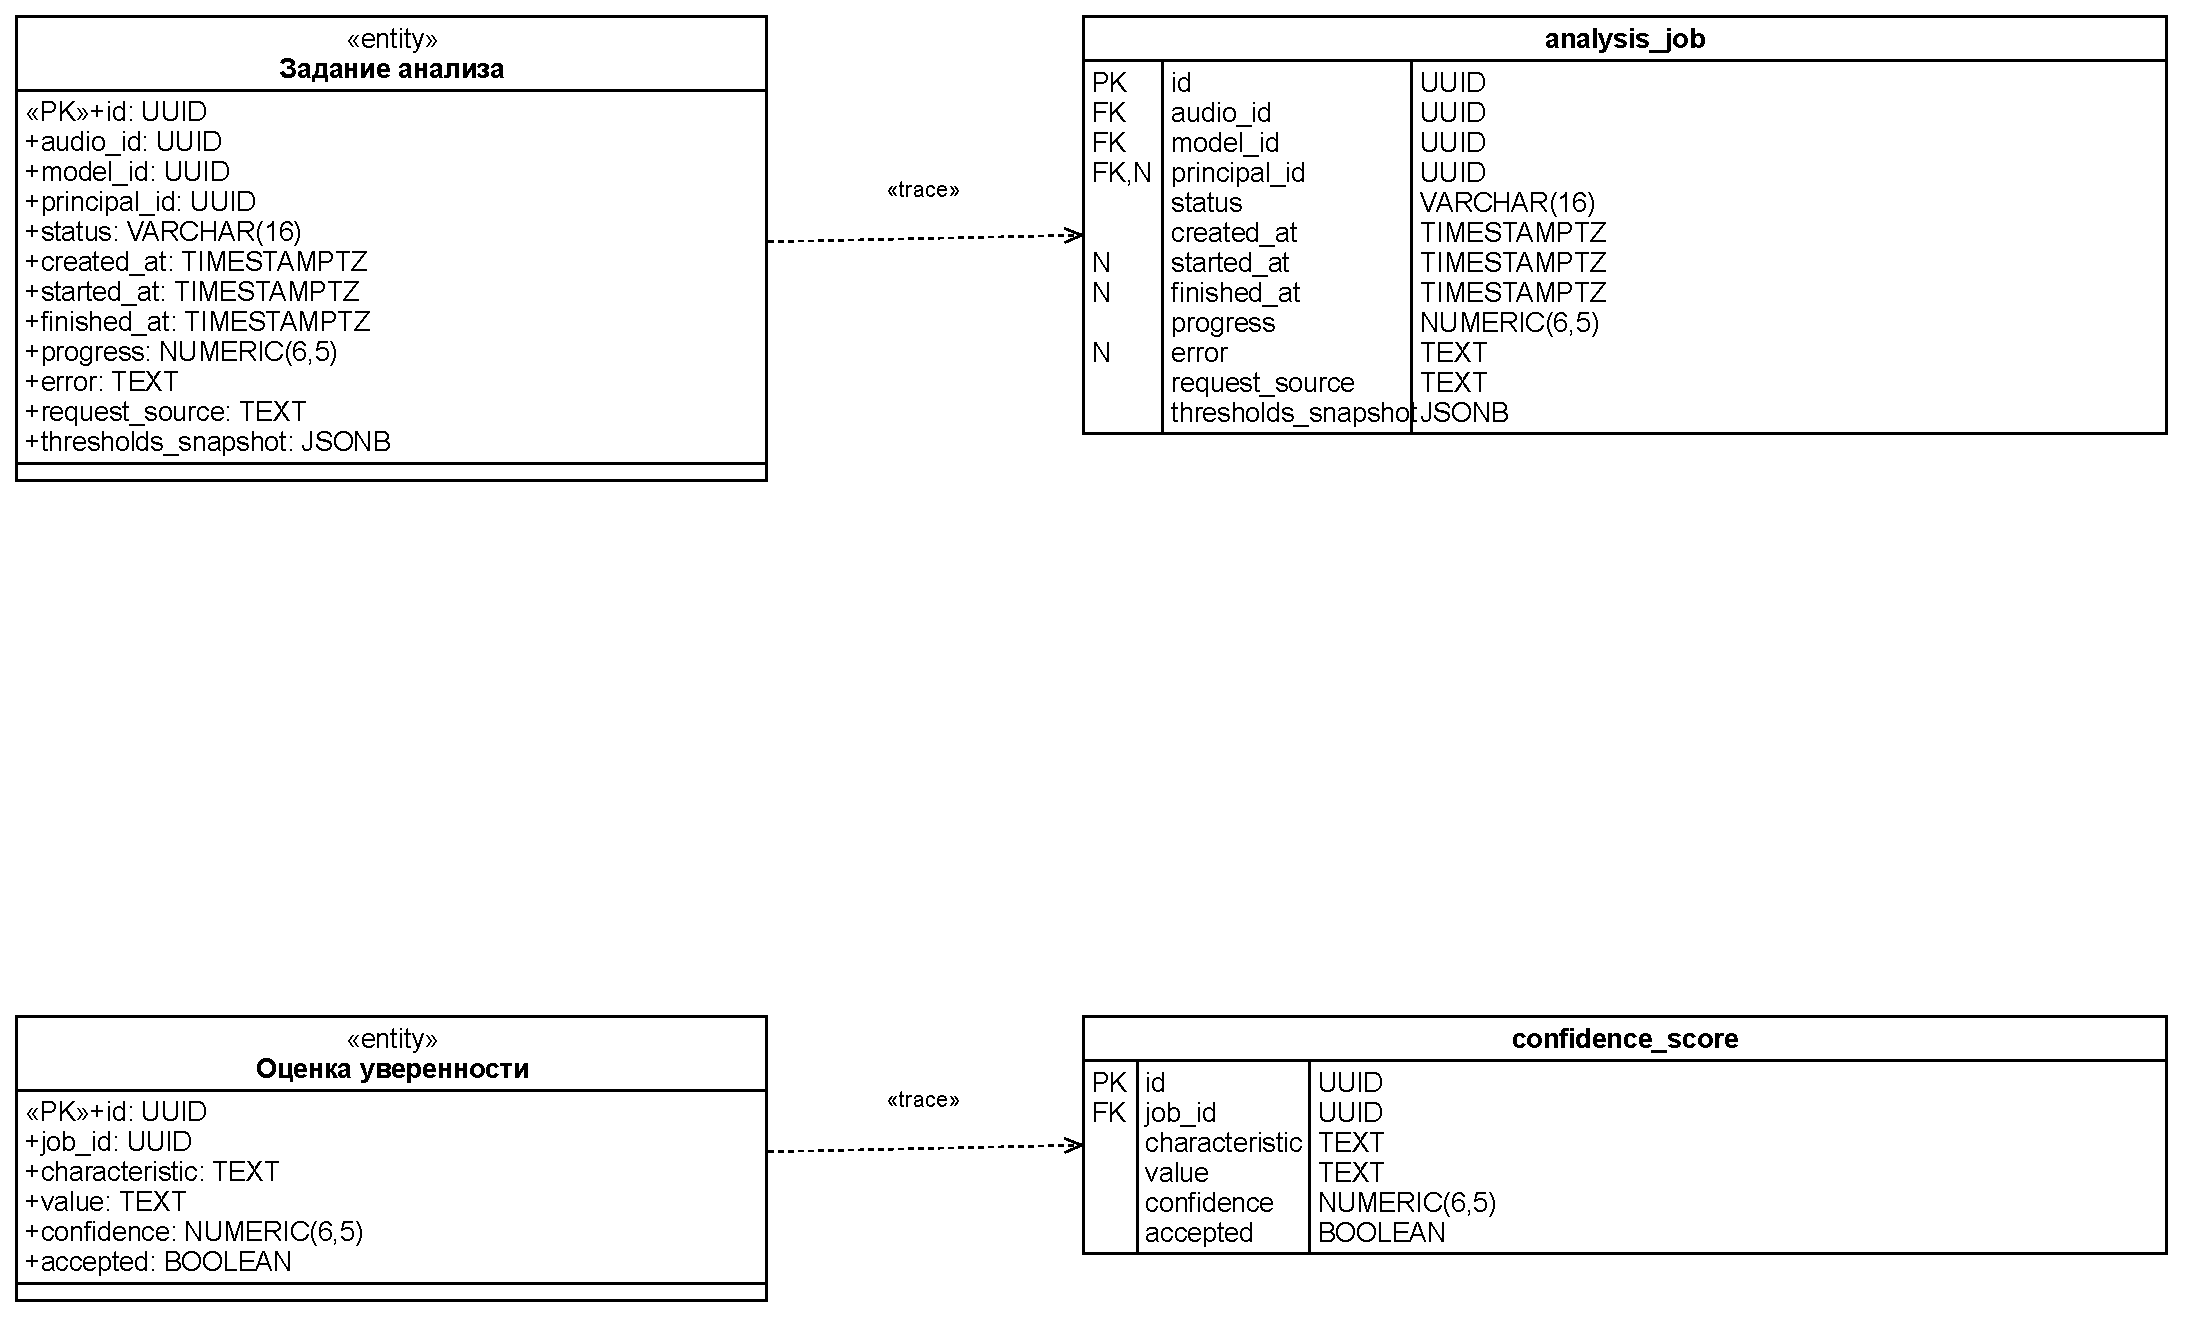 «entity»
Задание анализа
«PK»+id: UUID
+audio_id: UUID
+model_id: UUID
+principal_id: UUID
+status: VARCHAR(16)
+created_at: TIMESTAMPTZ
+started_at: TIMESTAMPTZ
+finished_at: TIMESTAMPTZ
+progress: NUMERIC(6,5)
+error: TEXT
+request_source: TEXT
+thresholds_snapshot: JSONB
«trace»
analysis_job
PK id UUID
FK audio_id UUID
FK model_id UUID
FK,N principal_id UUID
status VARCHAR(16)
created_at TIMESTAMPTZ
N started_at TIMESTAMPTZ
N finished_at TIMESTAMPTZ
progress NUMERIC(6,5)
N error TEXT
request_source TEXT
thresholds_snapshot JSONB
«entity»
Оценка уверенности
«PK»+id: UUID
+job_id: UUID
+characteristic: TEXT
+value: TEXT
+confidence: NUMERIC(6,5)
+accepted: BOOLEAN
«trace»
confidence_score
PK id UUID
FK job_id UUID
characteristic TEXT
value TEXT
confidence NUMERIC(6,5)
accepted BOOLEAN